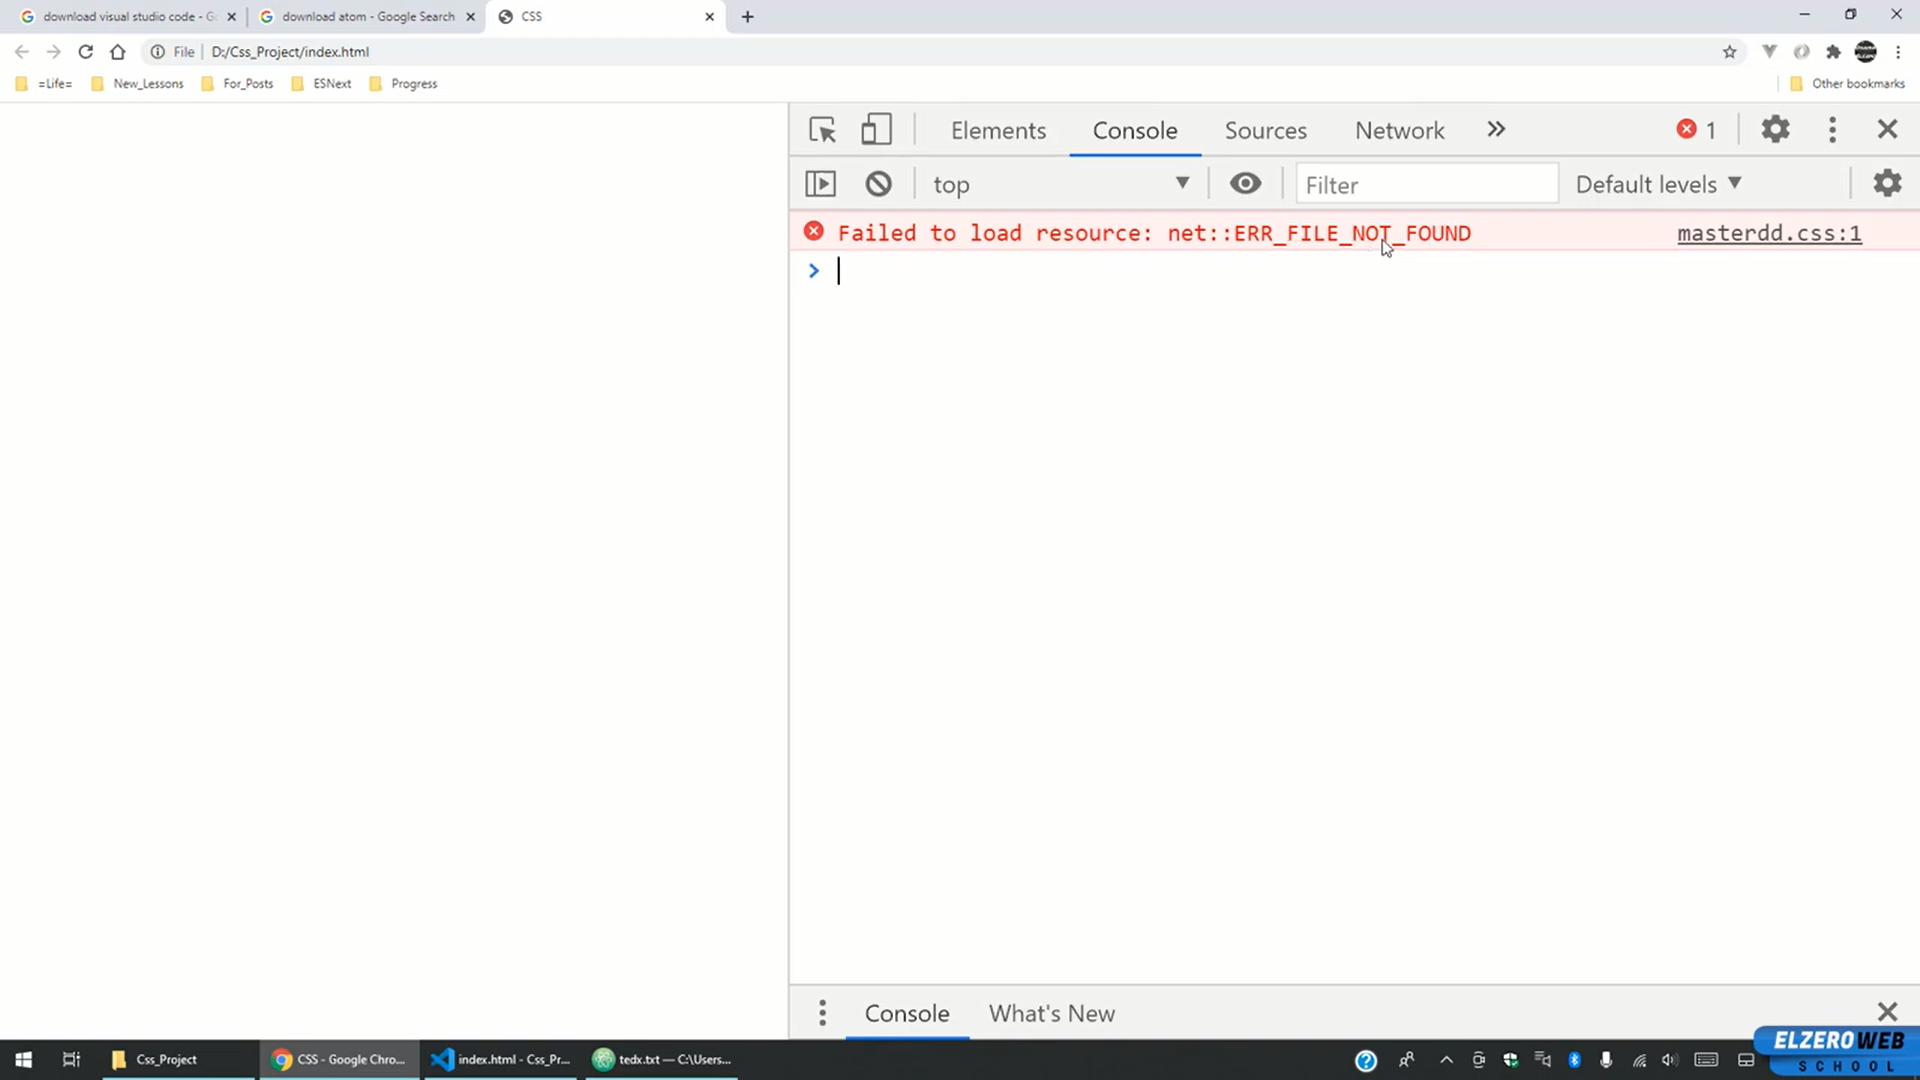 download visual studio code - G
download atom - Google Search
CSS
File
D:/Css_Project/index.html
=Life=
New_Lessons
For_Posts
ESNext
Progress
Other bookmarks
Elements
Console
Sources
Network
1
top
Filter
Default levels
Failed to load resource: net::ERR_FILE_NOT_FOUND
masterdd.css:1
Console
What's New
Css_Project
CSS - Google Chro...
index.html - Css_Pr...
tedx.txt — C:\Users...
ELZERO WEB
SCHOOL